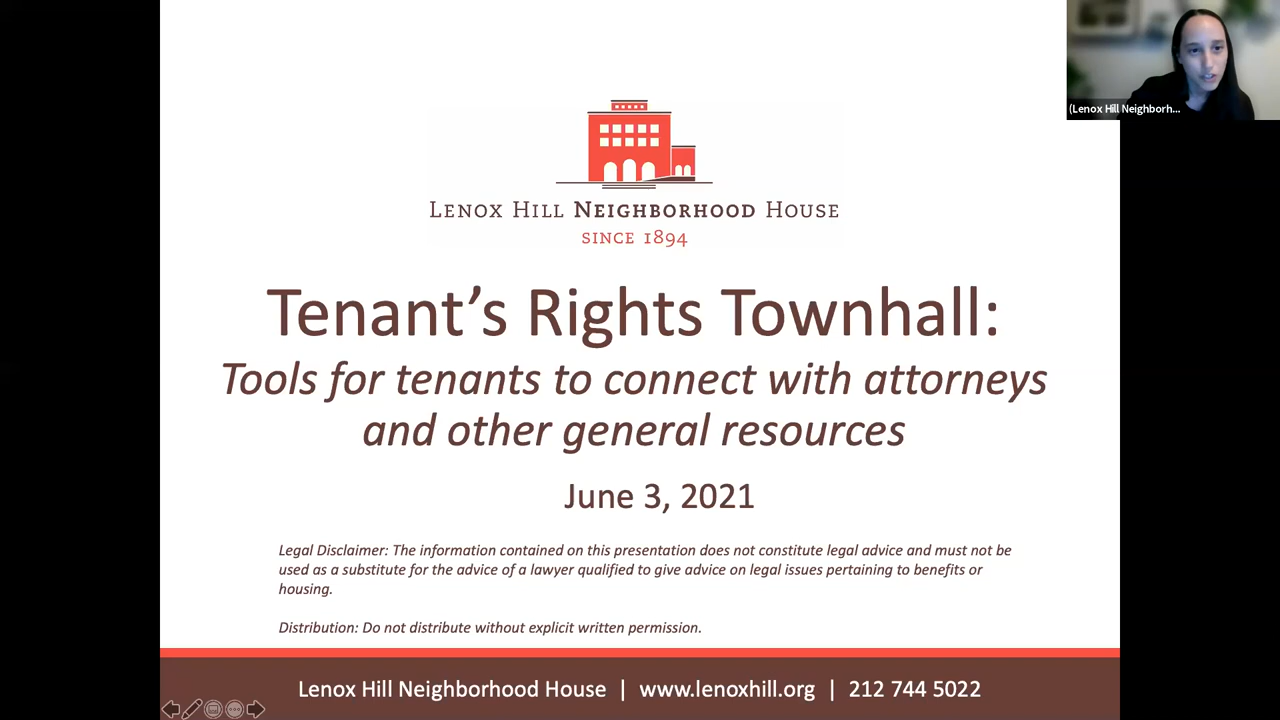 (Lenox Hill Neighborh...
LENOX HILL NEIGHBORHOOD HOUSE
SINCE 1894
Tenant’s Rights Townhall:
Tools for tenants to connect with attorneys
and other general resources
June 3, 2021
Legal Disclaimer: The information contained on this presentation does not constitute legal advice and must not be
used as a substitute for the advice of a lawyer qualified to give advice on legal issues pertaining to benefits or
housing.
Distribution: Do not distribute without explicit written permission.
Lenox Hill Neighborhood House | www.lenoxhill.org | 212 744 5022